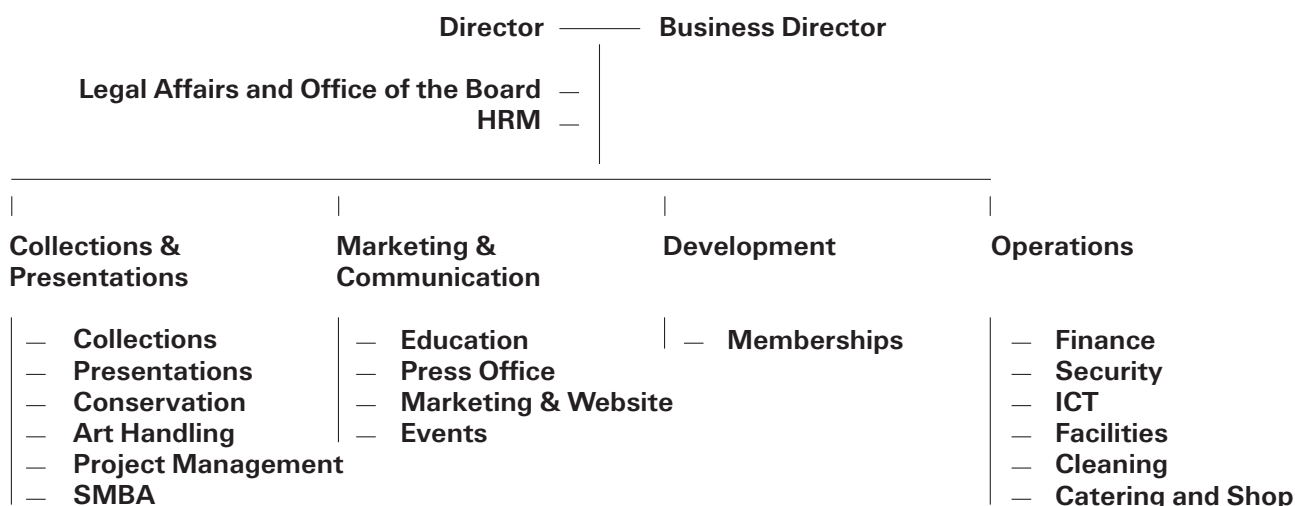 Director
Business Director
Legal Affairs and Office of the Board
HRM
Collections &
Presentations
Collections
Presentations
Conservation
Art Handling
Project Management
SMBA
Marketing &
Communication
Education
Press Office
Marketing & Website
Events
Development
Memberships
Operations
Finance
Security
ICT
Facilities
Cleaning
Catering and Shop